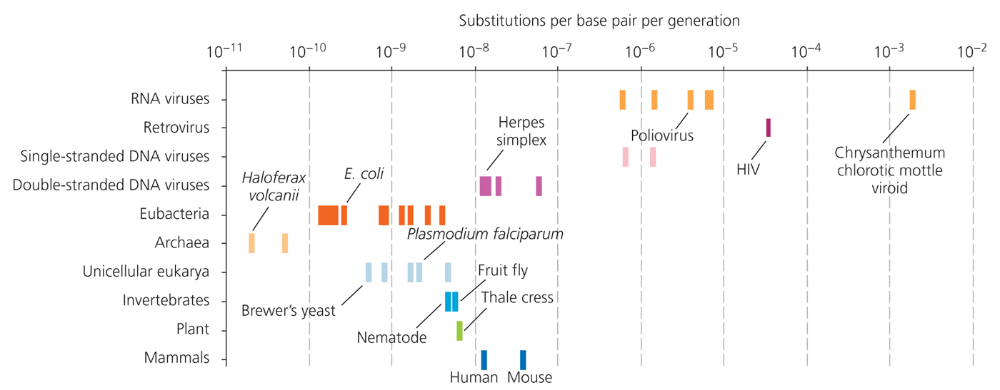 Substitutions per base pair per generation
10–11 10–10 10–9 10–8 10–7 10–6 10–5 10–4 10–3 10–2
RNA viruses
Retrovirus
Single-stranded DNA viruses
Double-stranded DNA viruses
Eubacteria
Archaea
Unicellular eukarya
Invertebrates
Plant
Mammals
Herpes
simplex
Poliovirus
HIV
Chrysanthemum
chlorotic mottle
viroid
Haloferax
volcanii
E. coli
Plasmodium falciparum
Brewer’s yeast
Fruit fly
Nematode
Thale cress
Human
Mouse